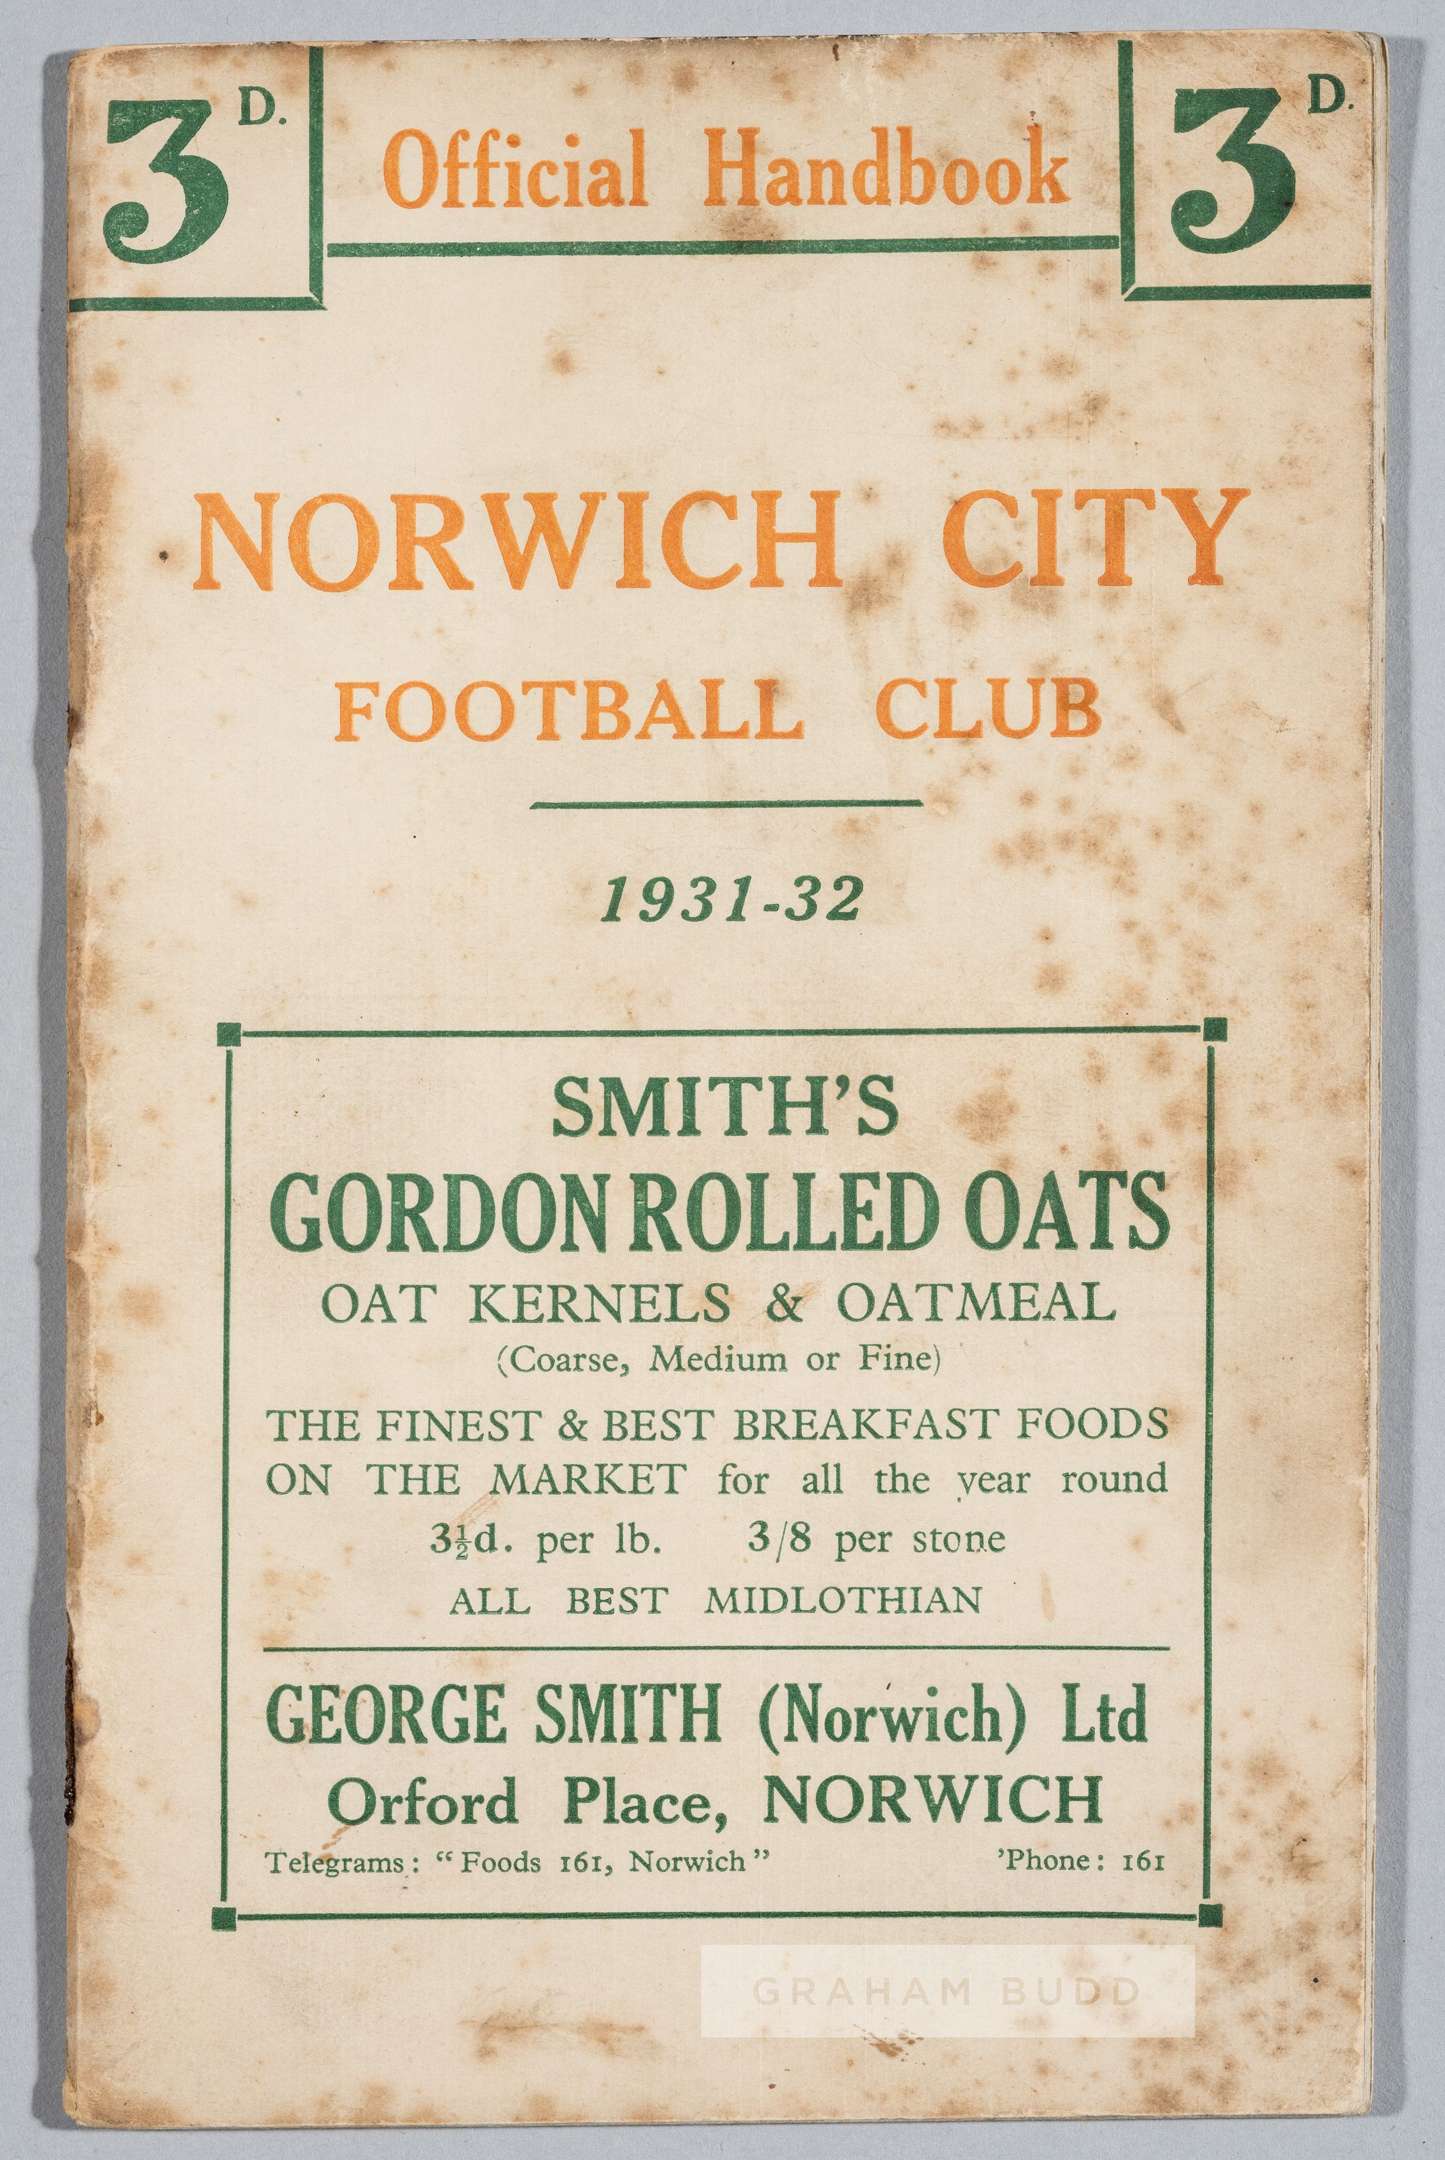 3D. Official Handbook 3D.
NORWICH CITY
FOOTBALL CLUB
1931-32
SMITH'S
GORDON ROLLED OATS
OAT KERNELS & OATMEAL
(Coarse, Medium or Fine)
THE FINEST & BEST BREAKFAST FOODS
ON THE MARKET for all the year round
3½d. per lb. 3/8 per stone
ALL BEST MIDLOTHIAN
GEORGE SMITH (Norwich) Ltd
Orford Place, NORWICH
Telegrams: “Foods 161, Norwich” ’Phone: 161
GRAHAM BUDD